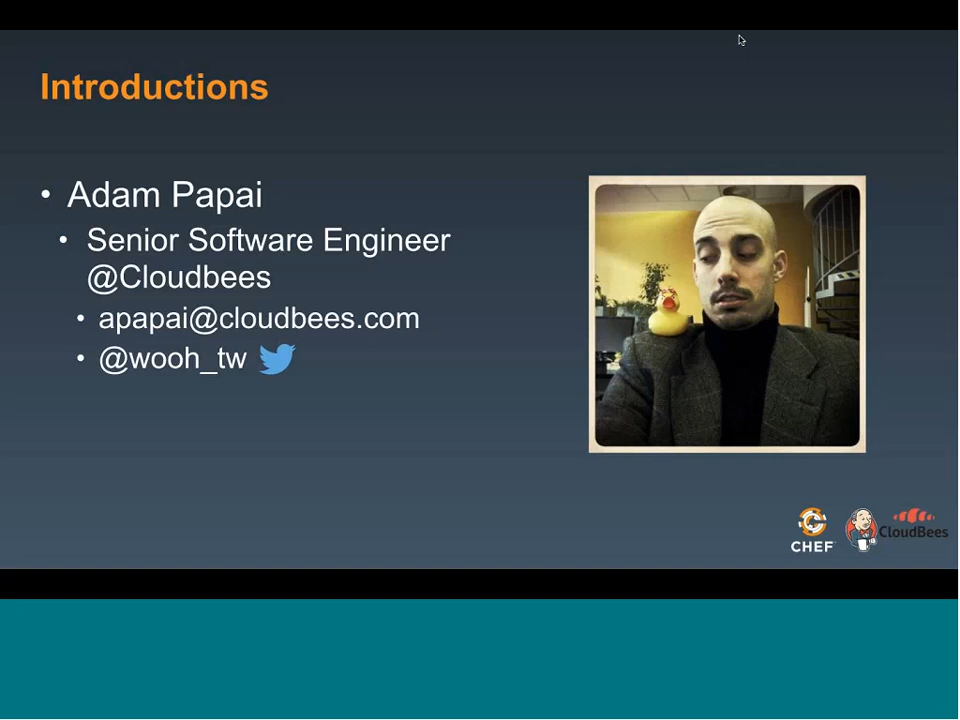 Introductions
• Adam Papai
• Senior Software Engineer
@Cloudbees
• apapai@cloudbees.com
• @wooh_tw
CHEF
CloudBees